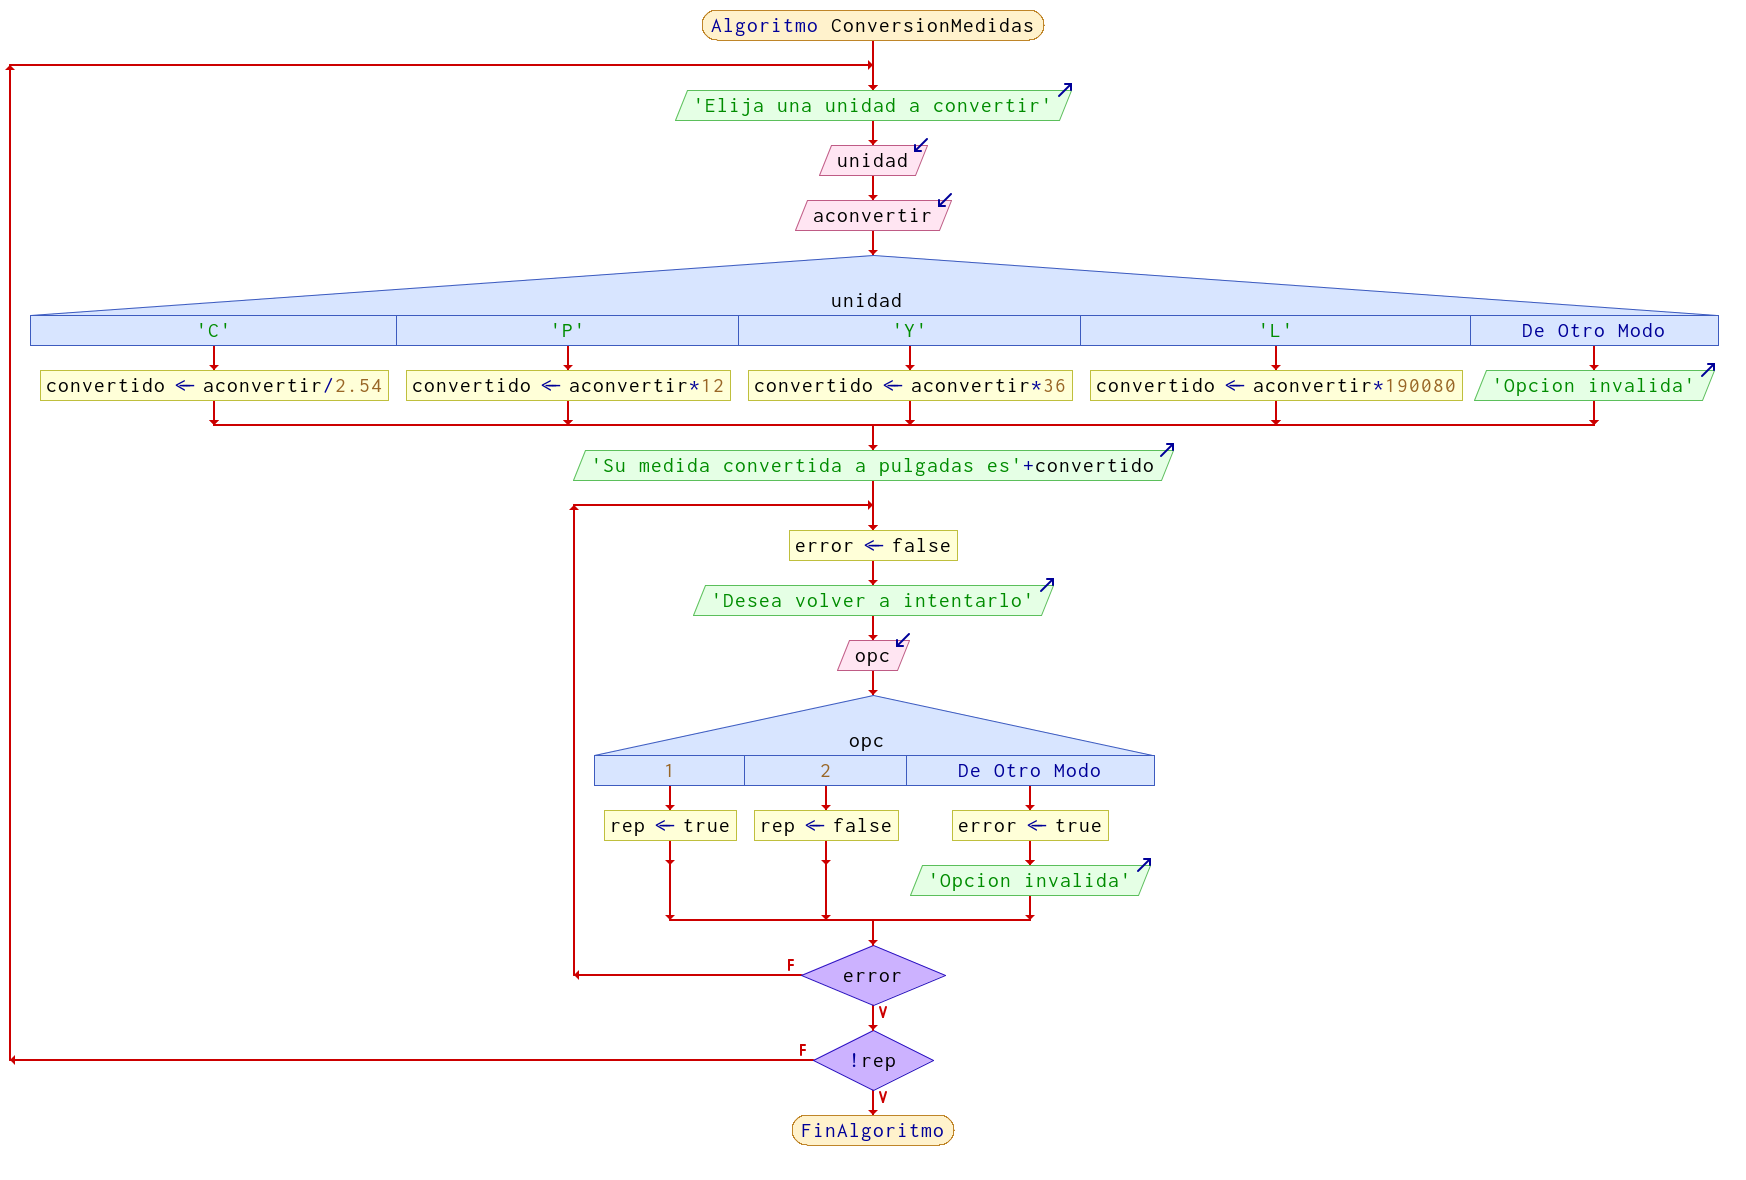 Algoritmo ConversionMedidas
'Elija una unidad a convertir'
unidad
aconvertir
unidad
'C' 'P' 'Y' 'L' De Otro Modo
convertido ← aconvertir/2.54 convertido ← aconvertir*12 convertido ← aconvertir*36 convertido ← aconvertir*190080 'Opcion invalida'
'Su medida convertida a pulgadas es'+convertido
error ← false
'Desea volver a intentarlo'
opc
opc
1 2 De Otro Modo
rep ← true rep ← false error ← true
'Opcion invalida'
F
error
V
F
!rep
V
FinAlgoritmo